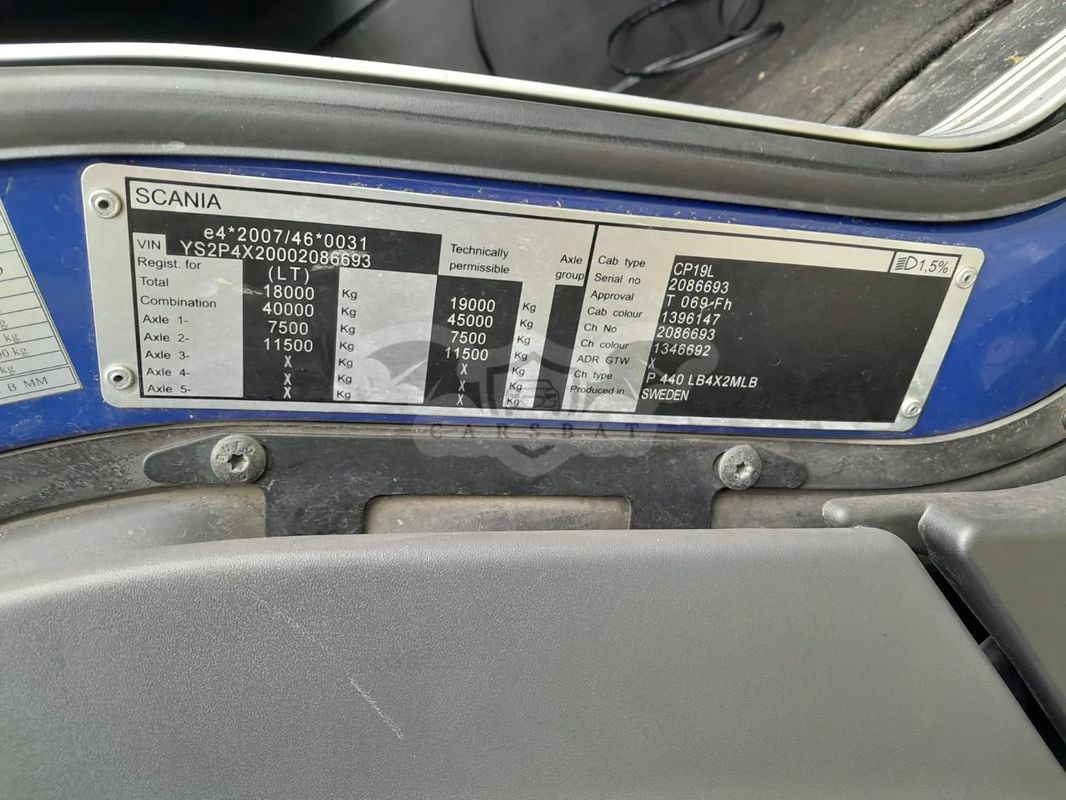 SCANIA
e4*2007/46*0031
VIN YS2P4X20002086693
Regist. for (LT) Technically permissible Axle group
Total 18000 Kg 19000 Kg
Combination 40000 Kg 45000 Kg
Axle 1- 7500 Kg 7500 Kg
Axle 2- 11500 Kg 11500 Kg
Axle 3- X Kg X Kg
Axle 4- X Kg X Kg
Axle 5- X Kg X Kg
1,5%
Cab type CP19L
Serial no 2086693
Approval T 069-Fh
Cab colour 1396147
Ch No 2086693
Ch colour 1346692
ADR GTW X
Ch type P 440 LB4X2MLB
Produced in SWEDEN
kg
kg
B MM
CARSBAT